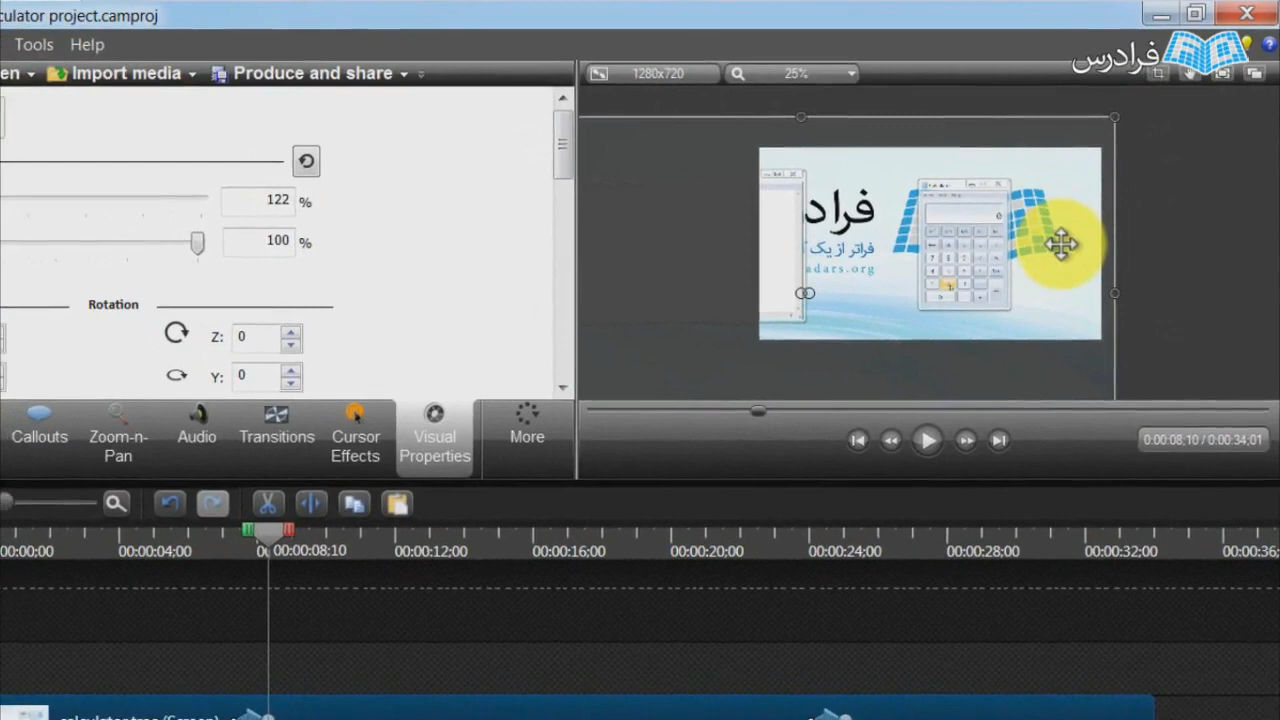 culator project.camproj
Tools Help
فرادرس
en Import media Produce and share
1280x720 25%
122 %
100 %
Rotation
Z: 0
Y: 0
فراد
فراتر از یک
adars.org
0
Callouts Zoom-n-Pan Audio Transitions Cursor Effects Visual Properties More
0:00:08;10 / 0:00:34;01
00:00:00;00 00:00:04;00 00:00:08;10 00:00:12;00 00:00:16;00 00:00:20;00 00:00:24;00 00:00:28;00 00:00:32;00 00:00:36;